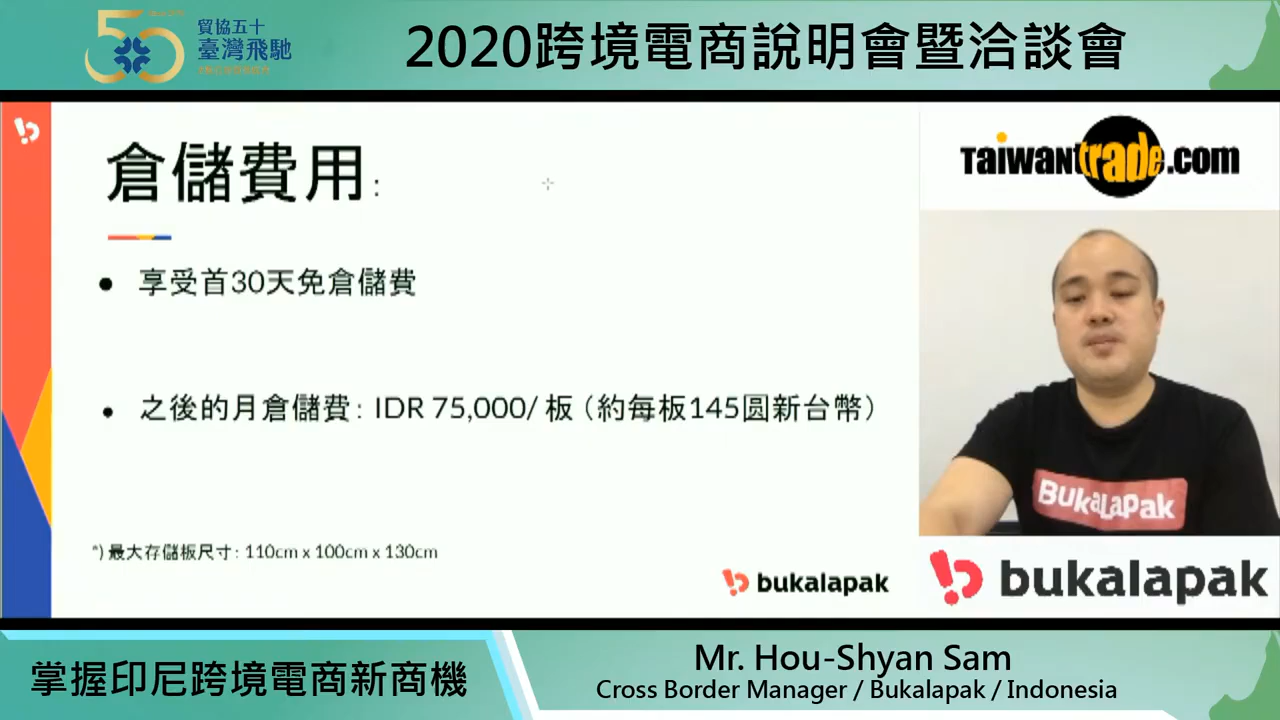 50
貿協五十
臺灣飛馳
2020跨境電商說明會暨洽談會
倉儲費用:
享受首30天免倉儲費
之後的月倉儲費: IDR 75,000/ 板 (約每板145圆新台幣)
*) 最大存儲板尺寸: 110cm x 100cm x 130cm
bukalapak
TaiwanTrade.com
BukaLapak
bukalapak
掌握印尼跨境電商新商機
Mr. Hou-Shyan Sam
Cross Border Manager / Bukalapak / Indonesia